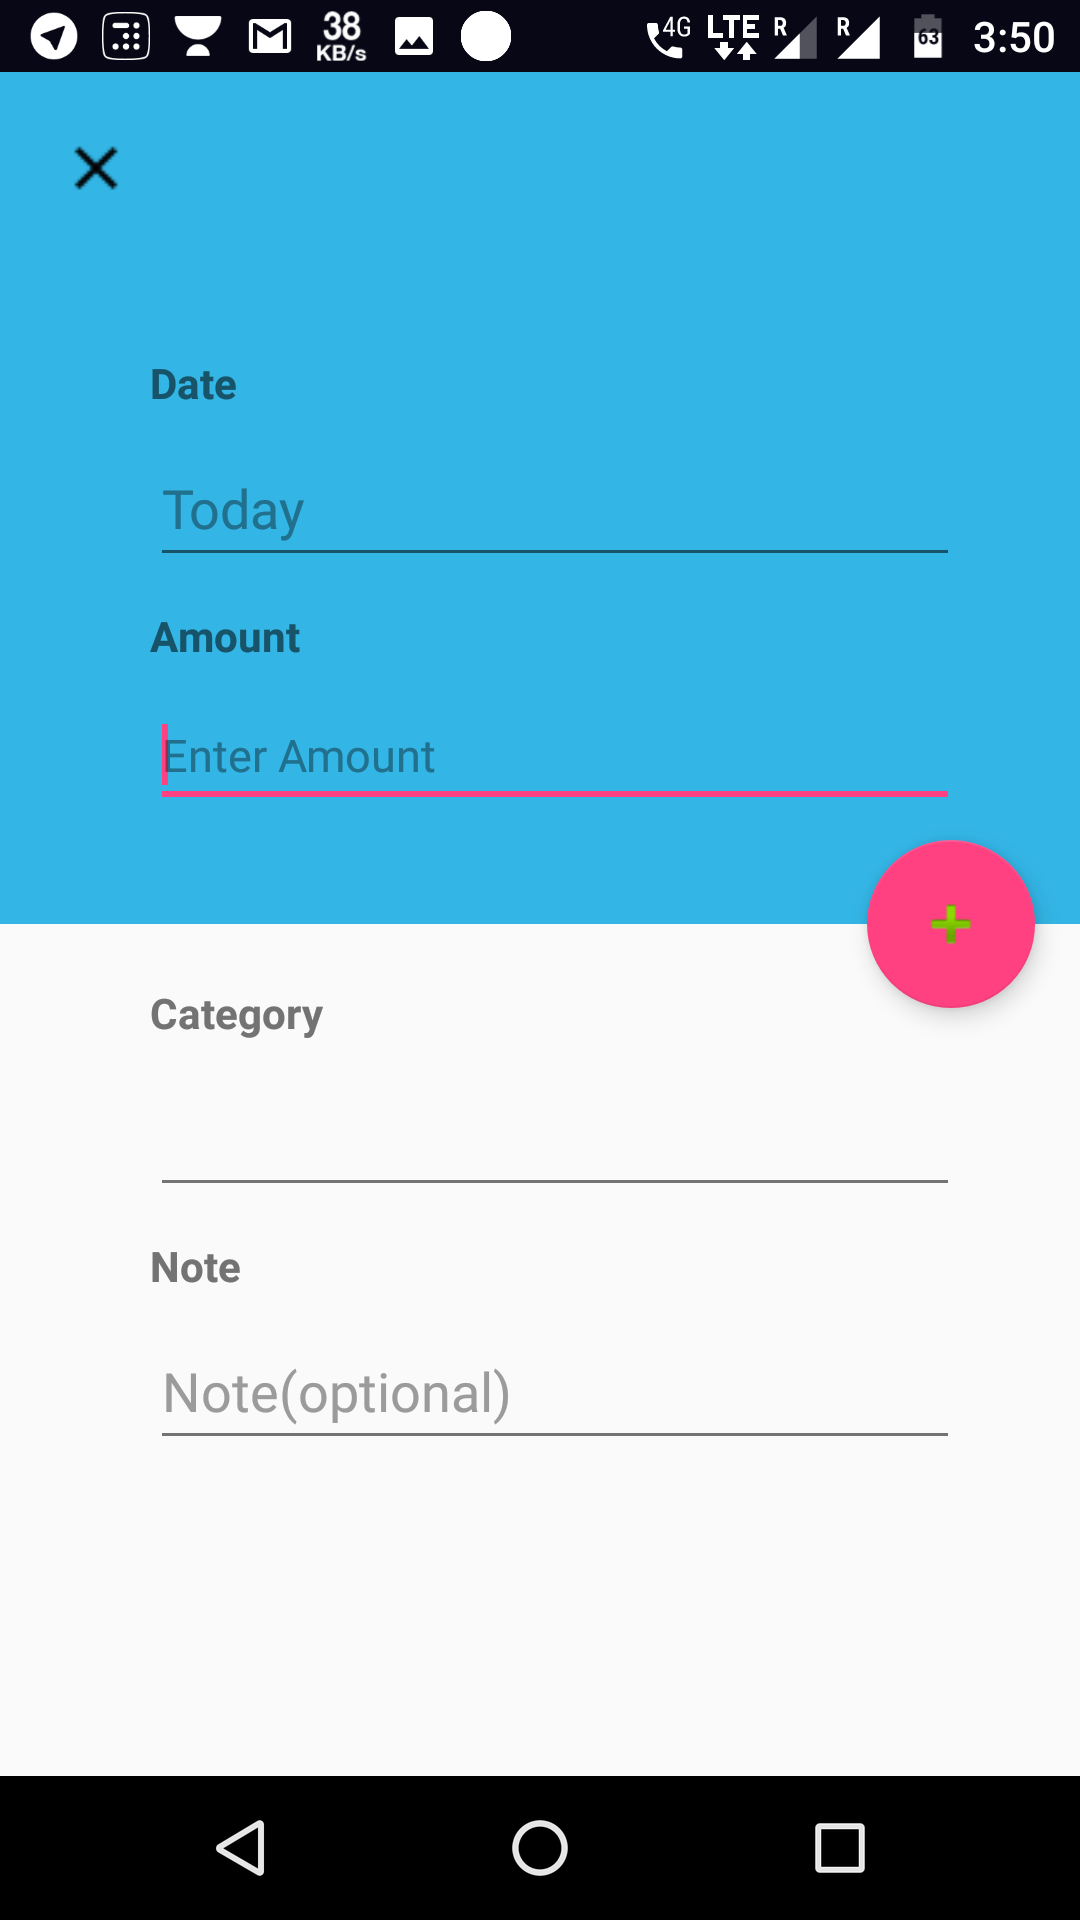 38 4G LTE R R 63 3:50
KB/s
Date
Today
Amount
Enter Amount
Category
Note
Note(optional)